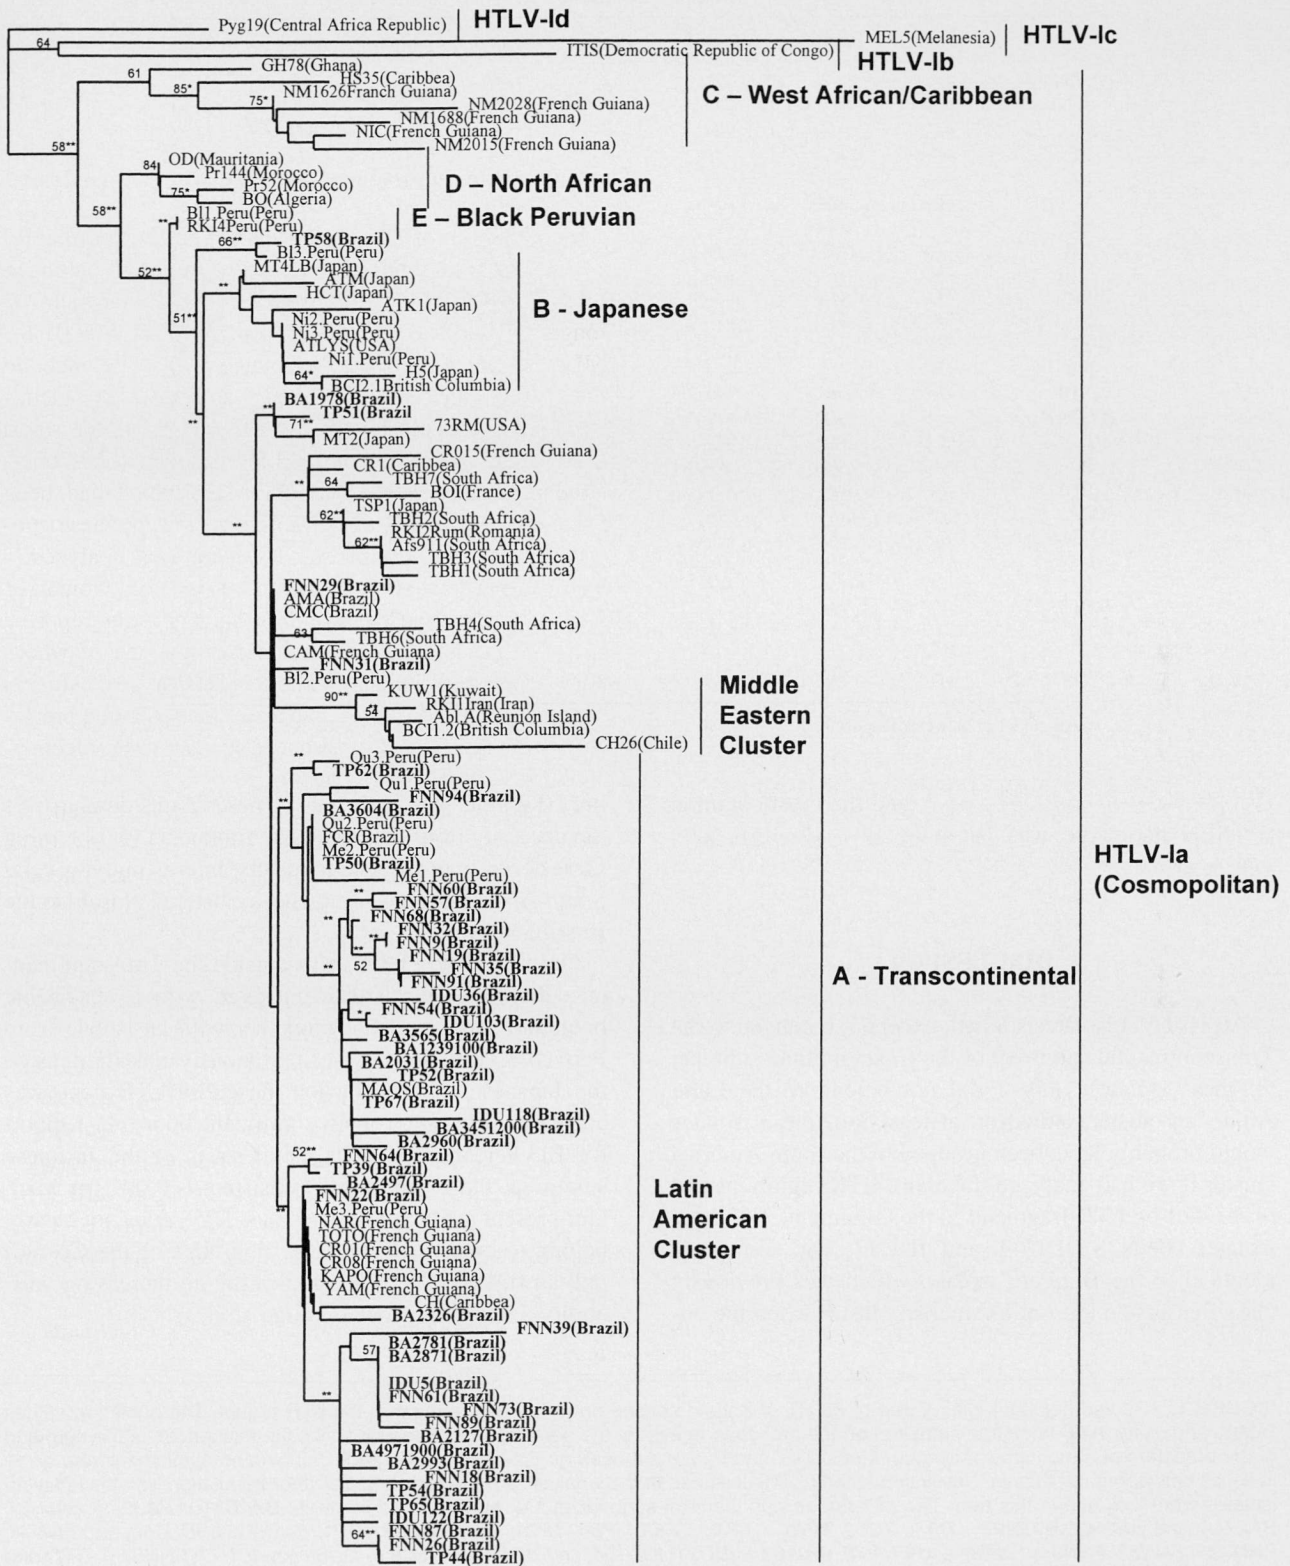 Pyg19(Central Africa Republic)
HTLV-Id
64
MEL5(Melanesia)
HTLV-Ic
ITIS(Democratic Republic of Congo)
HTLV-Ib
GH78(Ghana)
61
HS35(Caribbea)
85*
NM1626Franch Guiana)
C – West African/Caribbean
75*
NM2028(French Guiana)
NM1688(French Guiana)
NIC(French Guiana)
NM2015(French Guiana)
58**
OD(Mauritania)
84
Pr144(Morocco)
Pr52(Morocco)
75*
D – North African
BO(Algeria)
58**
Bl1.Peru(Peru)
**
RKI4Peru(Peru)
E – Black Peruvian
TP58(Brazil)
66**
Bl3.Peru(Peru)
MT4LB(Japan)
52**
ATM(Japan)
**
HCT(Japan)
ATK1(Japan)
B - Japanese
51**
Ni2.Peru(Peru)
Ni3.Peru(Peru)
ATLYS(USA)
Ni1.Peru(Peru)
H5(Japan)
64*
BCI2.1British Columbia)
BA1978(Brazil)
**
TP51(Brazil
**
71**
73RM(USA)
MT2(Japan)
CR015(French Guiana)
CR1(Caribbea)
TBH7(South Africa)
**
64
BOI(France)
TSP1(Japan)
62**
TBH2(South Africa)
**
RKI2Rum(Romania)
62**
Afs911(South Africa)
TBH3(South Africa)
TBH1(South Africa)
FNN29(Brazil)
AMA(Brazil)
CMC(Brazil)
TBH4(South Africa)
63
TBH6(South Africa)
CAM(French Guiana)
FNN31(Brazil)
Bl2.Peru(Peru)
90**
KUW1(Kuwait)
Middle
Eastern
Cluster
RKI1Iran(Iran)
**
54
Abl.A(Reunion Island)
BCI1.2(British Columbia)
CH26(Chile)
**
Qu3.Peru(Peru)
TP62(Brazil)
Qu1.Peru(Peru)
FNN94(Brazil)
**
BA3604(Brazil)
Qu2.Peru(Peru)
FCR(Brazil)
Me2.Peru(Peru)
TP50(Brazil)
HTLV-Ia
(Cosmopolitan)
Me1.Peru(Peru)
FNN60(Brazil)
**
FNN57(Brazil)
FNN68(Brazil)
**
FNN32(Brazil)
**
FNN9(Brazil)
**
FNN19(Brazil)
52
**
FNN35(Brazil)
FNN91(Brazil)
A - Transcontinental
IDU36(Brazil)
FNN54(Brazil)
*
IDU103(Brazil)
BA3565(Brazil)
BA1239100(Brazil)
BA2031(Brazil)
TP52(Brazil)
MAQS(Brazil)
TP67(Brazil)
IDU118(Brazil)
BA3451200(Brazil)
BA2960(Brazil)
52**
FNN64(Brazil)
TP39(Brazil)
BA2497(Brazil)
FNN22(Brazil)
Latin
American
Cluster
**
Me3.Peru(Peru)
NAR(French Guiana)
TOTO(French Guiana)
CR01(French Guiana)
CR08(French Guiana)
KAPO(French Guiana)
YAM(French Guiana)
CH(Caribbea)
BA2326(Brazil)
FNN39(Brazil)
BA2781(Brazil)
57
BA2871(Brazil)
IDU5(Brazil)
**
FNN61(Brazil)
FNN73(Brazil)
FNN89(Brazil)
BA2127(Brazil)
BA4971900(Brazil)
BA2993(Brazil)
FNN18(Brazil)
TP54(Brazil)
TP65(Brazil)
IDU122(Brazil)
64**
FNN87(Brazil)
FNN26(Brazil)
TP44(Brazil)